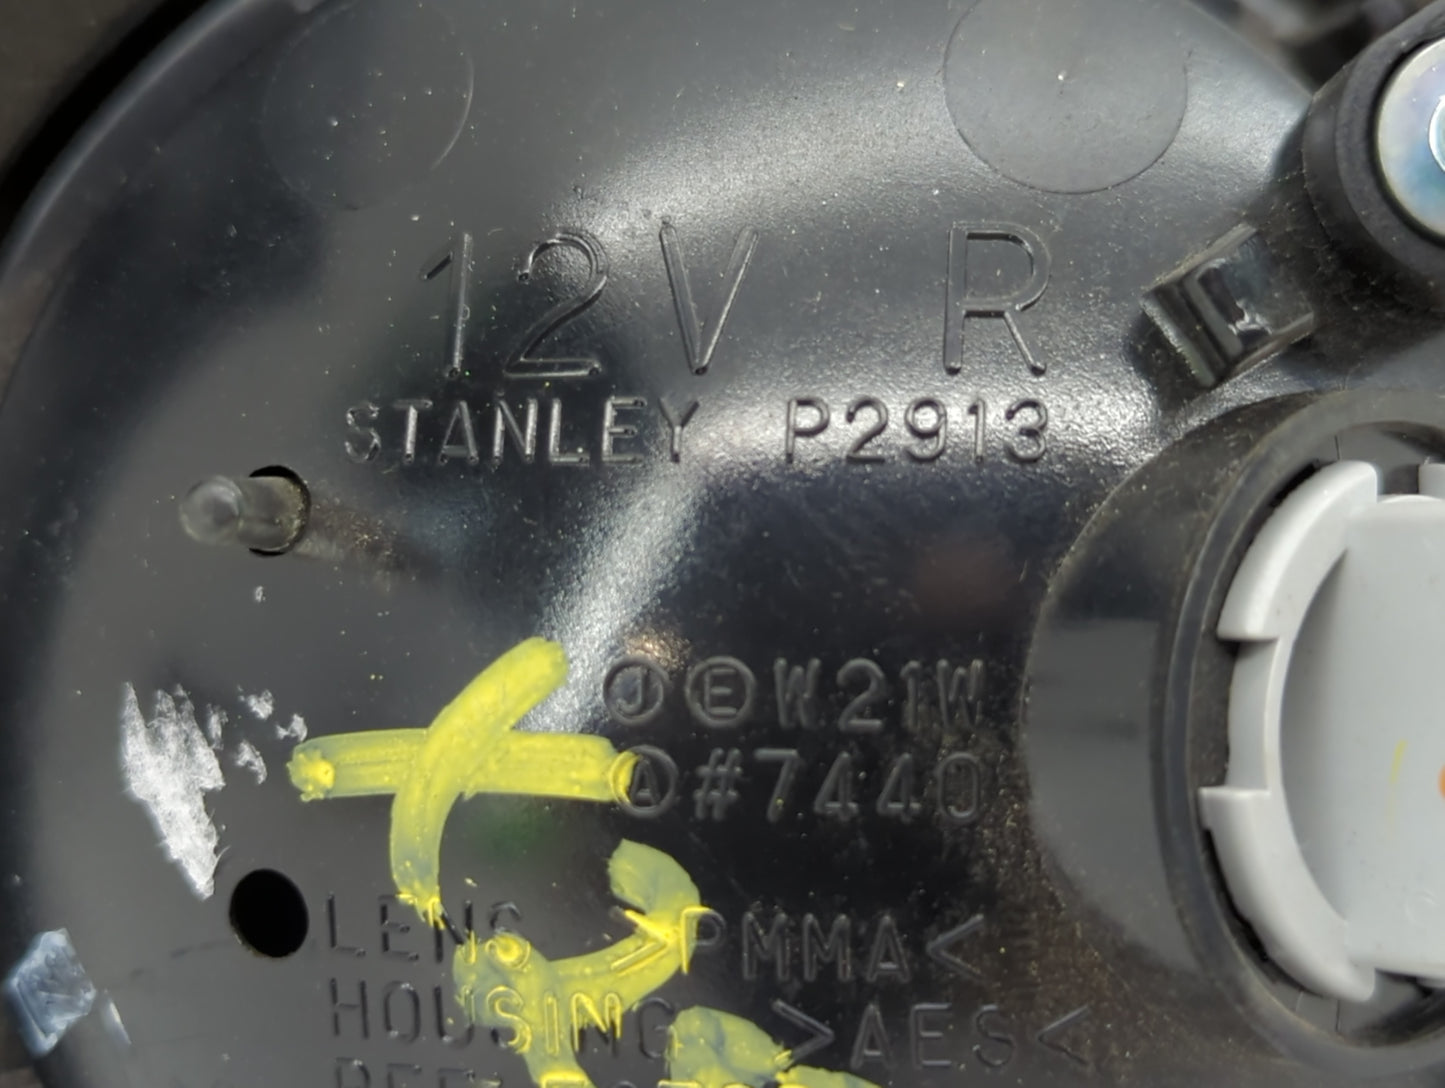 12V R
STANLEY P2913
Ⓙ Ⓔ W21W
Ⓐ #7440
LENS >PMMA<
HOUSING >AES<